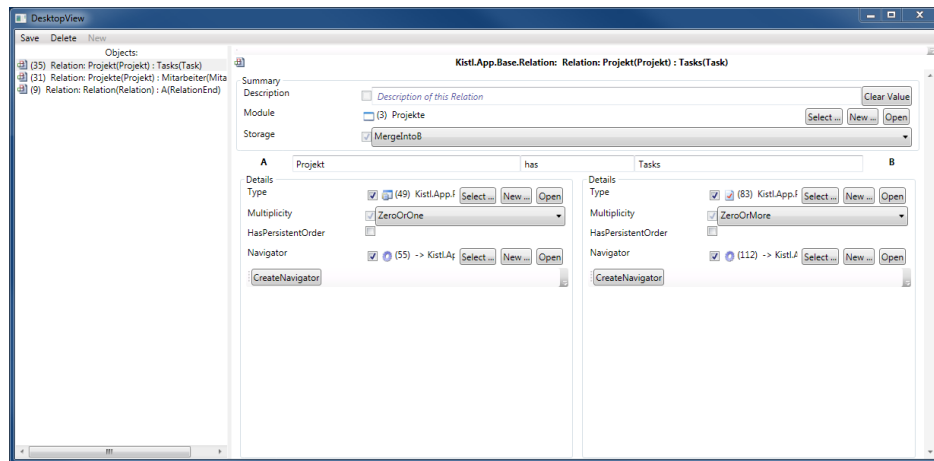 DesktopView
Save Delete New
Objects:
(35) Relation: Projekt(Projekt) : Tasks(Task)
(31) Relation: Projekte(Projekt) : Mitarbeiter(Mita
(9) Relation: Relation(Relation) : A(RelationEnd)
Kistl.App.Base.Relation: Relation: Projekt(Projekt) : Tasks(Task)
Summary
Description Description of this Relation Clear Value
Module (3) Projekte Select ... New ... Open
Storage MergeIntoB
A Projekt has Tasks B
Details
Type (49) Kistl.App.F Select ... New ... Open
Multiplicity ZeroOrOne
HasPersistentOrder
Navigator (55) -> Kistl.Ap Select ... New ... Open
CreateNavigator
Details
Type (83) Kistl.App.F Select ... New ... Open
Multiplicity ZeroOrMore
HasPersistentOrder
Navigator (112) -> Kistl.A Select ... New ... Open
CreateNavigator